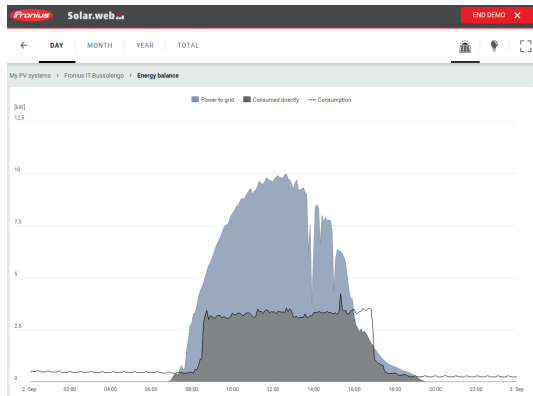 Fronius Solar.web
END DEMO X
← DAY MONTH YEAR TOTAL
My PV systems > Fronius IT Bussolengo > Energy balance
Power to grid Consumed directly Consumption
[kW]
12.5
10
7.5
5
2.5
0
2. Sep 02:00 04:00 06:00 08:00 10:00 12:00 14:00 16:00 18:00 20:00 22:00 3. Sep